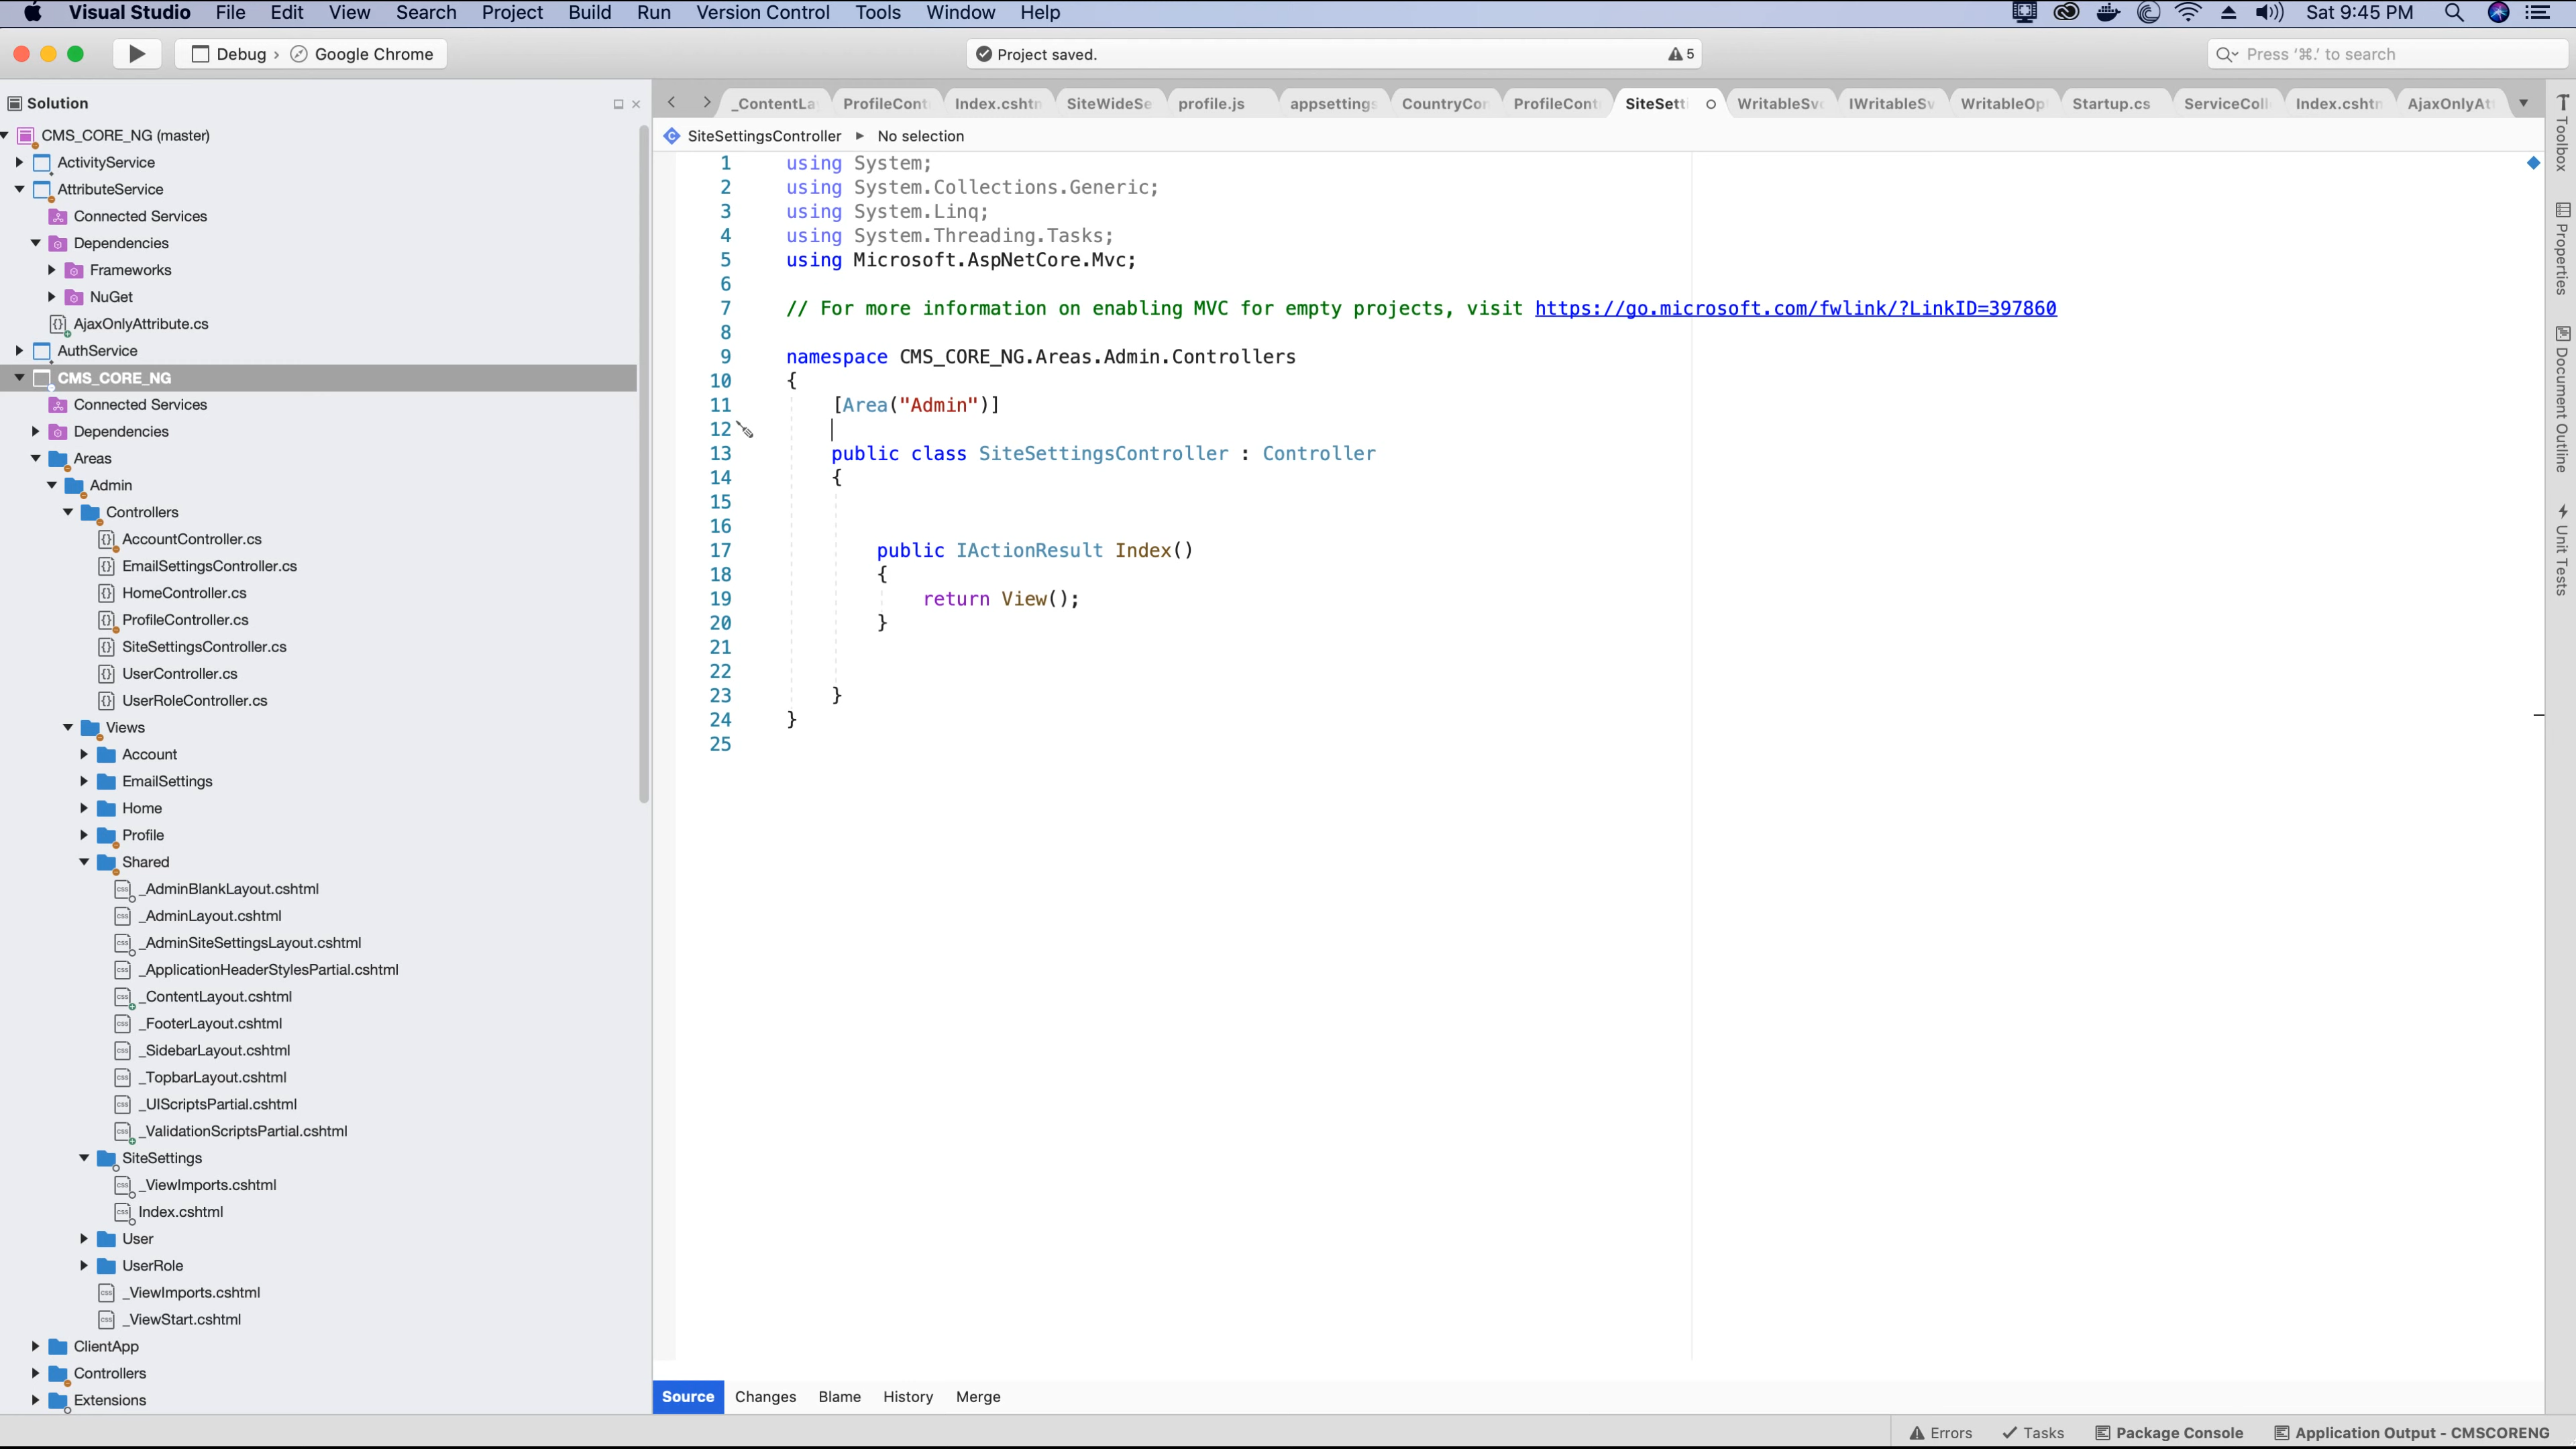 Visual Studio File Edit View Search Project Build Run Version Control Tools Window Help Sat 9:45 PM
Debug › Google Chrome Project saved. 5 Press ‘⌘.’ to search
Solution
CMS_CORE_NG (master)
ActivityService
AttributeService
Connected Services
Dependencies
Frameworks
NuGet
AjaxOnlyAttribute.cs
AuthService
CMS_CORE_NG
Connected Services
Dependencies
Areas
Admin
Controllers
AccountController.cs
EmailSettingsController.cs
HomeController.cs
ProfileController.cs
SiteSettingsController.cs
UserController.cs
UserRoleController.cs
Views
Account
EmailSettings
Home
Profile
Shared
_AdminBlankLayout.cshtml
_AdminLayout.cshtml
_AdminSiteSettingsLayout.cshtml
_ApplicationHeaderStylesPartial.cshtml
_ContentLayout.cshtml
_FooterLayout.cshtml
_SidebarLayout.cshtml
_TopbarLayout.cshtml
_UIScriptsPartial.cshtml
_ValidationScriptsPartial.cshtml
SiteSettings
_ViewImports.cshtml
Index.cshtml
User
UserRole
_ViewImports.cshtml
_ViewStart.cshtml
ClientApp
Controllers
Extensions
_ContentLa ProfileCont Index.cshtm SiteWideSe profile.js appsettings CountryCon ProfileCont SiteSetti WritableSvc IWritableSv WritableOp Startup.cs ServiceColl Index.cshtm AjaxOnlyAtt
SiteSettingsController ▸ No selection
1 using System;
2 using System.Collections.Generic;
3 using System.Linq;
4 using System.Threading.Tasks;
5 using Microsoft.AspNetCore.Mvc;
6
7 // For more information on enabling MVC for empty projects, visit https://go.microsoft.com/fwlink/?LinkID=397860
8
9 namespace CMS_CORE_NG.Areas.Admin.Controllers
10 {
11 [Area("Admin")]
12
13 public class SiteSettingsController : Controller
14 {
15
16
17 public IActionResult Index()
18 {
19 return View();
20 }
21
22
23 }
24 }
25
Source Changes Blame History Merge
Toolbox
Properties
Document Outline
Unit Tests
Errors Tasks Package Console Application Output - CMSCORENG